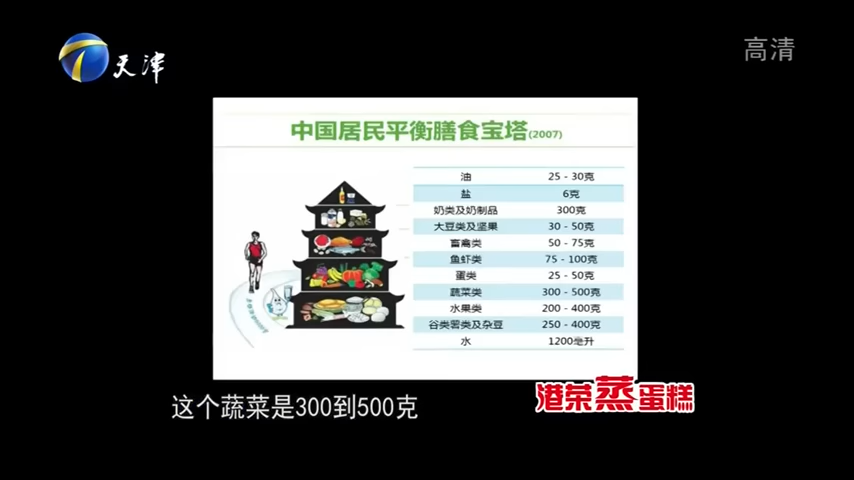 天津
高清
中国居民平衡膳食宝塔(2007)
油 25-30克
盐 6克
奶类及奶制品 300克
大豆类及坚果 30-50克
畜禽类 50-75克
鱼虾类 75-100克
蛋类 25-50克
蔬菜类 300-500克
水果类 200-400克
谷类薯类及杂豆 250-400克
水 1200毫升
这个蔬菜是300到500克
港荣蒸蛋糕